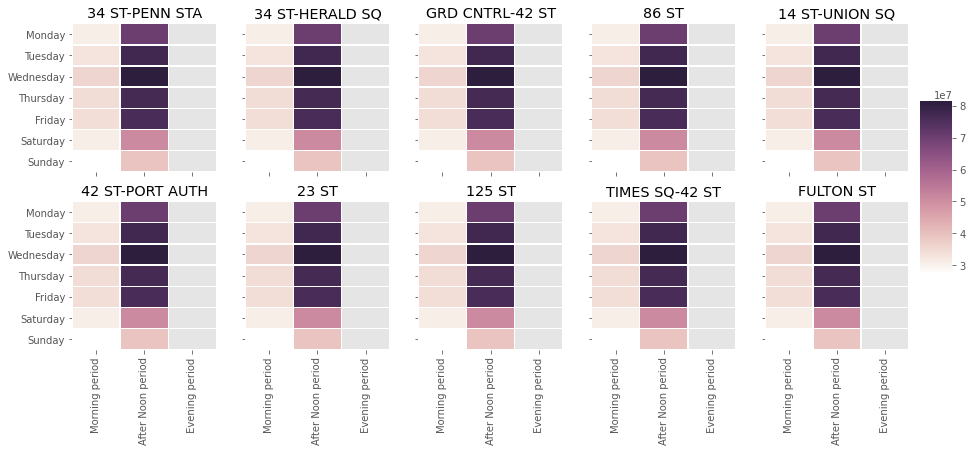 34 ST-PENN STA 34 ST-HERALD SQ GRD CNTRL-42 ST 86 ST 14 ST-UNION SQ
Monday
Tuesday
Wednesday
Thursday
Friday
Saturday
Sunday
1e7
8
7
6
5
4
3
42 ST-PORT AUTH 23 ST 125 ST TIMES SQ-42 ST FULTON ST
Monday
Tuesday
Wednesday
Thursday
Friday
Saturday
Sunday
Morning period After Noon period Evening period Morning period After Noon period Evening period Morning period After Noon period Evening period Morning period After Noon period Evening period Morning period After Noon period Evening period